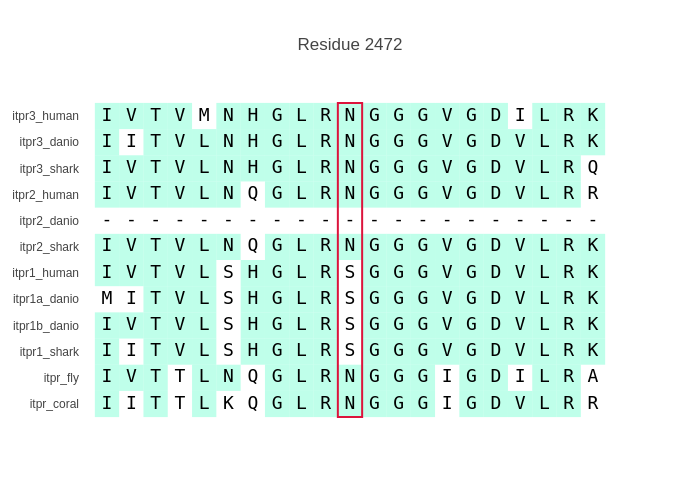 Residue 2472
itpr3_human I V T V M N H G L R N G G G V G D I L R K
itpr3_danio I I T V L N H G L R N G G G V G D V L R K
itpr3_shark I V T V L N H G L R N G G G V G D V L R Q
itpr2_human I V T V L N Q G L R N G G G V G D V L R R
itpr2_danio - - - - - - - - - - - - - - - - - - - - -
itpr2_shark I V T V L N Q G L R N G G G V G D V L R K
itpr1_human I V T V L S H G L R S G G G V G D V L R K
itpr1a_danio M I T V L S H G L R S G G G V G D V L R K
itpr1b_danio I V T V L S H G L R S G G G V G D V L R K
itpr1_shark I I T V L S H G L R S G G G V G D V L R K
itpr_fly I V T T L N Q G L R N G G G I G D I L R A
itpr_coral I I T T L K Q G L R N G G G I G D V L R R